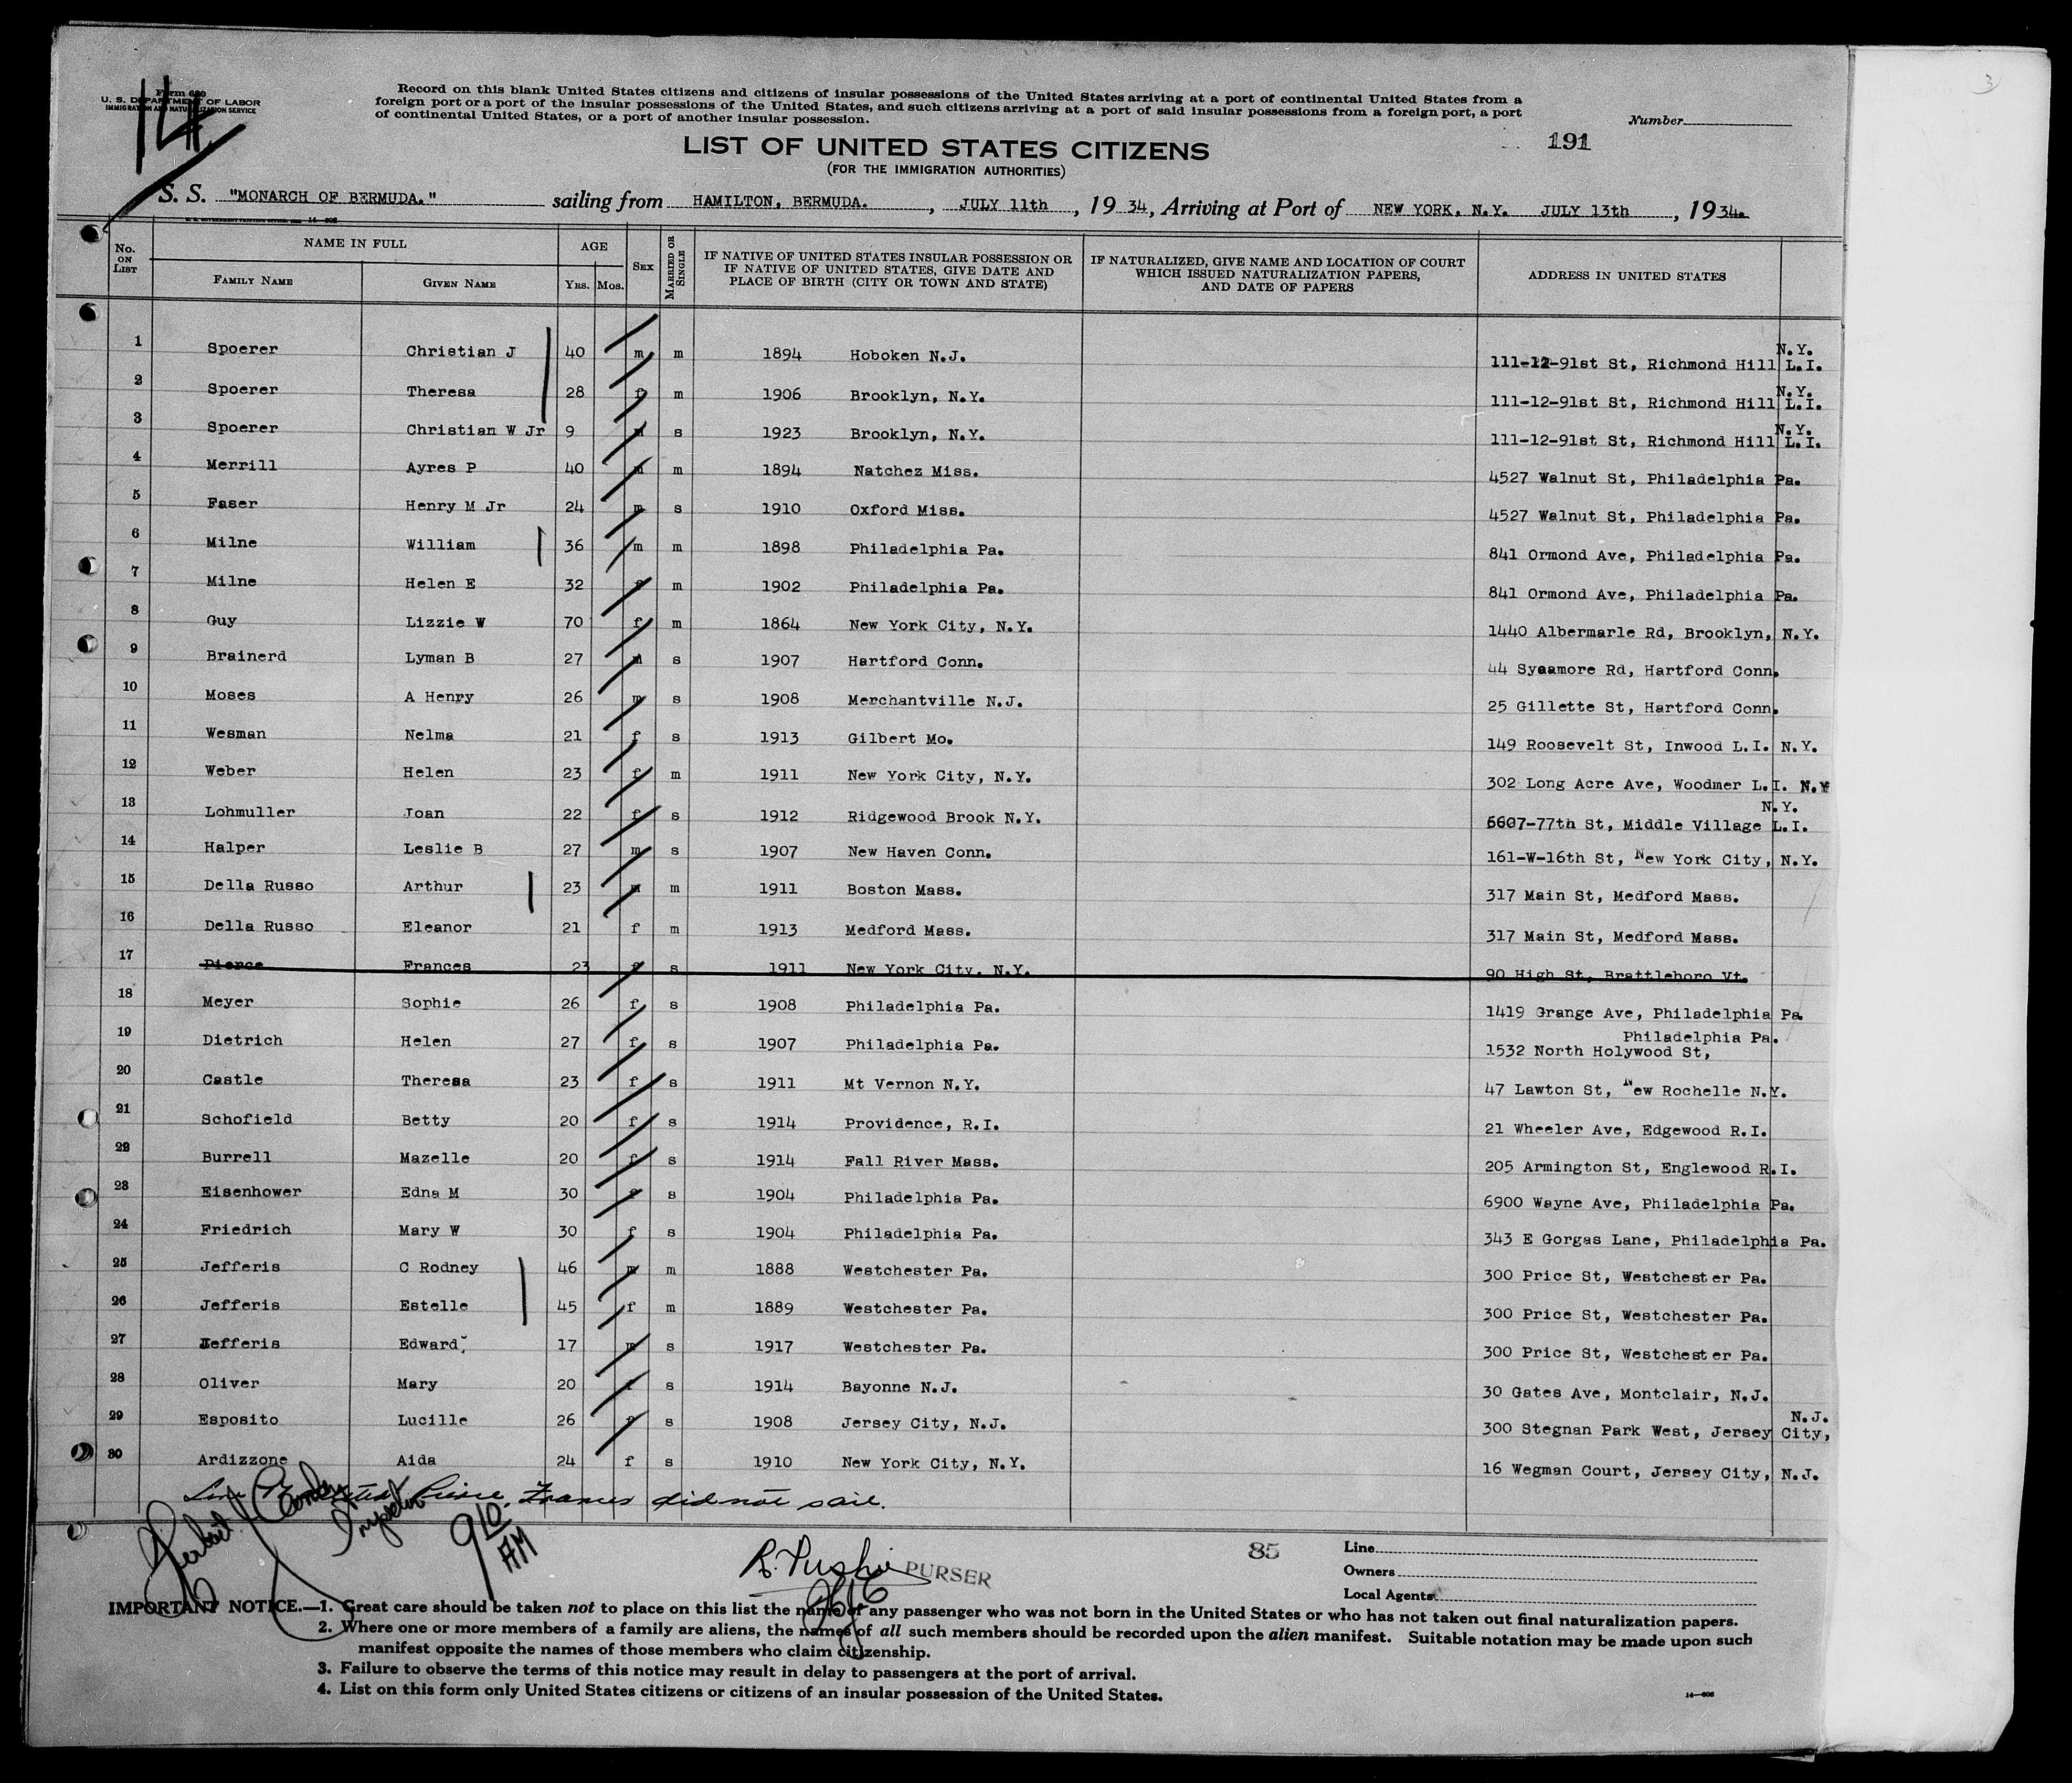 14
Form 630
U. S. DEPARTMENT OF LABOR
IMMIGRATION AND NATURALIZATION SERVICE
3
Record on this blank United States citizens and citizens of insular possessions of the United States arriving at a port of continental United States from a
foreign port or a port of the insular possessions of the United States, and such citizens arriving at a port of said insular possessions from a foreign port, a port
of continental United States, or a port of another insular possession.
Number
LIST OF UNITED STATES CITIZENS
191
(FOR THE IMMIGRATION AUTHORITIES)
S. S. "MONARCH OF BERMUDA." sailing from HAMILTON, BERMUDA. , JULY 11th , 19 34, Arriving at Port of NEW YORK, N.Y. JULY 13th , 1934.
No. ON LIST NAME IN FULL FAMILY NAME GIVEN NAME AGE YRS. MOS. SEX MARRIED OR SINGLE IF NATIVE OF UNITED STATES INSULAR POSSESSION OR IF NATIVE OF UNITED STATES, GIVE DATE AND PLACE OF BIRTH (CITY OR TOWN AND STATE) IF NATURALIZED, GIVE NAME AND LOCATION OF COURT WHICH ISSUED NATURALIZATION PAPERS, AND DATE OF PAPERS ADDRESS IN UNITED STATES
1 Spoerer Christian J 40 m m 1894 Hoboken N.J. 111-12-91st St, Richmond Hill L.I. N.Y.
2 Spoerer Theresa 28 f m 1906 Brooklyn, N.Y. 111-12-91st St, Richmond Hill L.I. N.Y.
3 Spoerer Christian W Jr 9 m s 1923 Brooklyn, N.Y. 111-12-91st St, Richmond Hill L.I. N.Y.
4 Merrill Ayres P 40 m m 1894 Natchez Miss. 4527 Walnut St, Philadelphia Pa.
5 Faser Henry M Jr 24 m s 1910 Oxford Miss. 4527 Walnut St, Philadelphia Pa.
6 Milne William 36 m m 1898 Philadelphia Pa. 841 Ormond Ave, Philadelphia Pa.
7 Milne Helen E 32 f m 1902 Philadelphia Pa. 841 Ormond Ave, Philadelphia Pa.
8 Guy Lizzie W 70 f m 1864 New York City, N.Y. 1440 Albermarle Rd, Brooklyn, N.Y.
9 Brainerd Lyman B 27 m s 1907 Hartford Conn. 44 Sycamore Rd, Hartford Conn.
10 Moses A Henry 26 m s 1908 Merchantville N.J. 25 Gillette St, Hartford Conn.
11 Wesman Nelma 21 f s 1913 Gilbert Mo. 149 Roosevelt St, Inwood L.I. N.Y.
12 Weber Helen 23 f m 1911 New York City, N.Y. 302 Long Acre Ave, Woodmer L.I. N.Y
13 Lohmuller Joan 22 f s 1912 Ridgewood Brook N.Y. 6607-77th St, Middle Village L.I. N.Y.
14 Halper Leslie B 27 m s 1907 New Haven Conn. 161-W-16th St, New York City, N.Y.
15 Della Russo Arthur 23 m m 1911 Boston Mass. 317 Main St, Medford Mass.
16 Della Russo Eleanor 21 f m 1913 Medford Mass. 317 Main St, Medford Mass.
17 Pierce Frances 23 f s 1911 New York City, N.Y. 90 High St, Brattleboro Vt.
18 Meyer Sophie 26 f s 1908 Philadelphia Pa. 1419 Grange Ave, Philadelphia Pa.
19 Dietrich Helen 27 f s 1907 Philadelphia Pa. 1532 North Holywood St, Philadelphia Pa.
20 Castle Theresa 23 f s 1911 Mt Vernon N.Y. 47 Lawton St, New Rochelle N.Y.
21 Schofield Betty 20 f s 1914 Providence, R.I. 21 Wheeler Ave, Edgewood R.I.
22 Burrell Mazelle 20 f s 1914 Fall River Mass. 205 Armington St, Englewood R.I.
23 Eisenhower Edna M 30 f s 1904 Philadelphia Pa. 6900 Wayne Ave, Philadelphia Pa.
24 Friedrich Mary W 30 f s 1904 Philadelphia Pa. 343 E Gorgas Lane, Philadelphia Pa.
25 Jefferis C Rodney 46 m m 1888 Westchester Pa. 300 Price St, Westchester Pa.
26 Jefferis Estelle 45 f m 1889 Westchester Pa. 300 Price St, Westchester Pa.
27 Jefferis Edward 17 m s 1917 Westchester Pa. 300 Price St, Westchester Pa.
28 Oliver Mary 20 f s 1914 Bayonne N.J. 30 Gates Ave, Montclair, N.J.
29 Esposito Lucille 26 f s 1908 Jersey City, N.J. 300 Stegnan Park West, Jersey City, N.J.
30 Ardizzone Aida 24 f s 1910 New York City, N.Y. 16 Wegman Court, Jersey City, N.J.
Pierce, Frances did not sail.
Inspector
9 10 AM
PURSER
85
Line
Owners
Local Agents
IMPORTANT NOTICE.—1. Great care should be taken not to place on this list the name of any passenger who was not born in the United States or who has not taken out final naturalization papers.
2. Where one or more members of a family are aliens, the names of all such members should be recorded upon the alien manifest. Suitable notation may be made upon such
manifest opposite the names of those members who claim citizenship.
3. Failure to observe the terms of this notice may result in delay to passengers at the port of arrival.
4. List on this form only United States citizens or citizens of an insular possession of the United States.